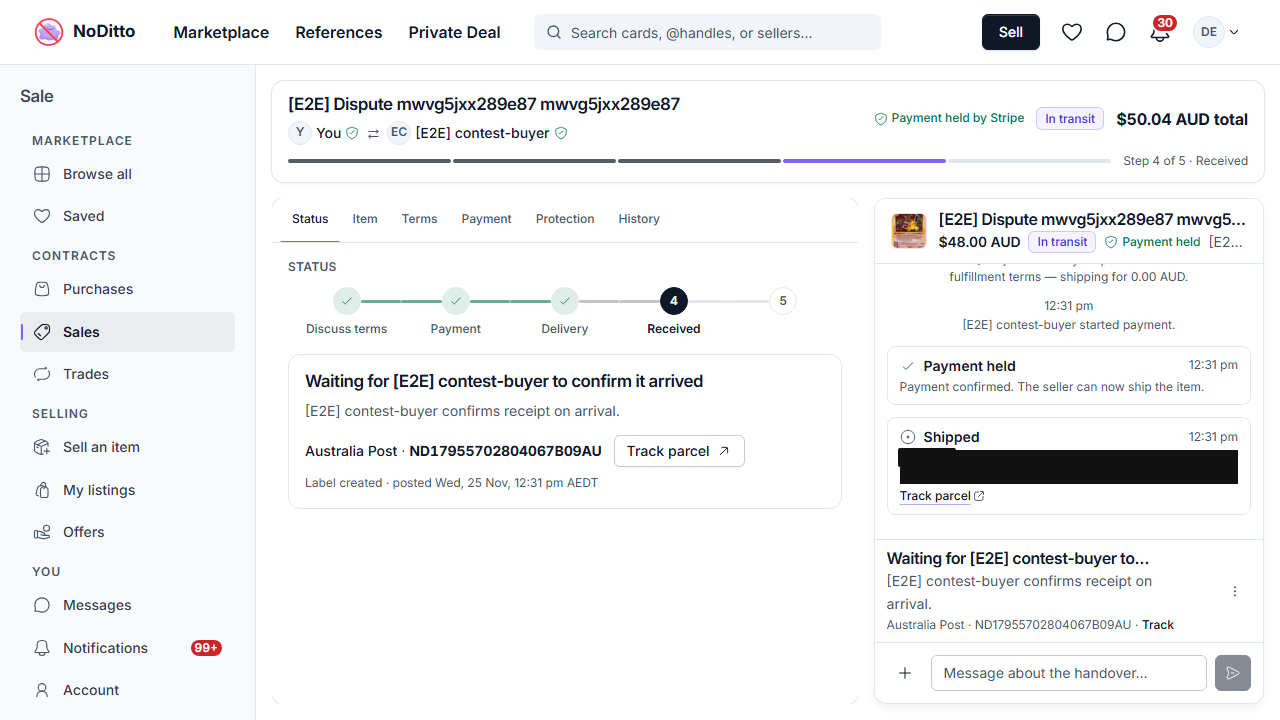 NoDitto
Marketplace
References
Private Deal
Search cards, @handles, or sellers...
Sell
30
DE
Sale
MARKETPLACE
Browse all
Saved
CONTRACTS
Purchases
Sales
Trades
SELLING
Sell an item
My listings
Offers
YOU
Messages
Notifications
99+
Account
[E2E] Dispute mwvg5jxx289e87 mwvg5jxx289e87
Y You ⇄ EC [E2E] contest-buyer
Payment held by Stripe
In transit
$50.04 AUD total
Step 4 of 5 · Received
Status
Item
Terms
Payment
Protection
History
STATUS
4
5
Discuss terms
Payment
Delivery
Received
Waiting for [E2E] contest-buyer to confirm it arrived
[E2E] contest-buyer confirms receipt on arrival.
Australia Post · ND17955702804067B09AU
Track parcel
Label created · posted Wed, 25 Nov, 12:31 pm AEDT
[E2E] Dispute mwvg5jxx289e87 mwvg5...
$48.00 AUD
In transit
Payment held
[E2...
fulfillment terms — shipping for 0.00 AUD.
12:31 pm
[E2E] contest-buyer started payment.
Payment held
12:31 pm
Payment confirmed. The seller can now ship the item.
Shipped
12:31 pm
Track parcel
Waiting for [E2E] contest-buyer to...
[E2E] contest-buyer confirms receipt on
arrival.
Australia Post · ND17955702804067B09AU · Track
Message about the handover...